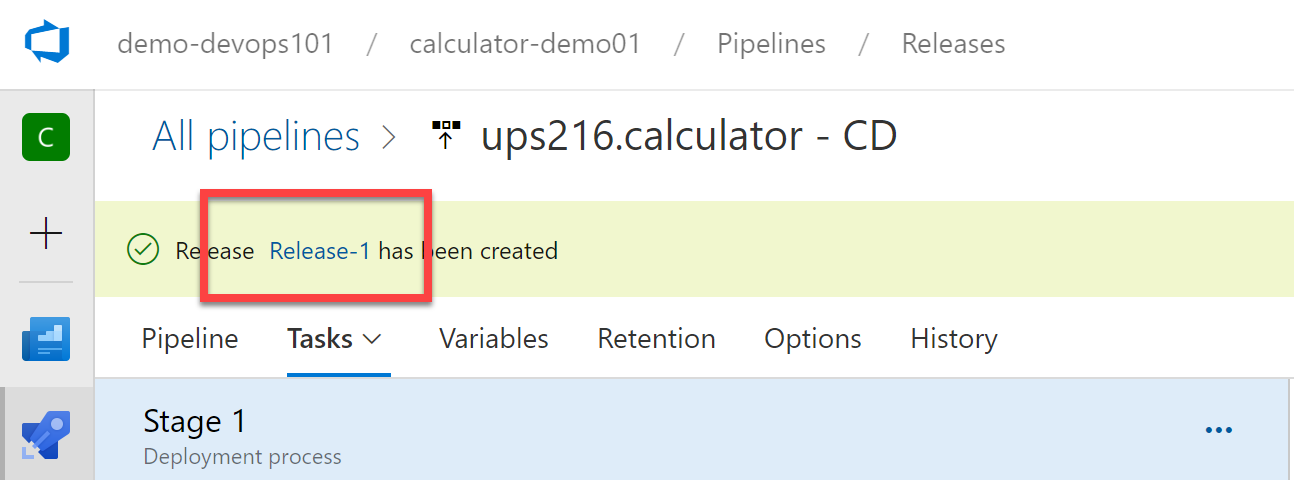 demo-devops101 / calculator-demo01 / Pipelines / Releases
C
All pipelines > ups216.calculator - CD
Release Release-1 has been created
Pipeline Tasks Variables Retention Options History
Stage 1
Deployment process